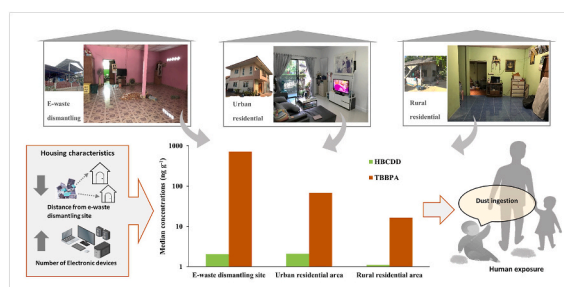 E-waste
dismantling
Urban
residential
Rural
residential
Housing characteristics
Distance from e-waste
dismantling site
Number of Electronic devices
Median concentrations (ng g⁻¹)
1000
100
10
1
HBCDD
TBBPA
E-waste dismantling site
Urban residential area
Rural residential area
Dust ingestion
Human exposure